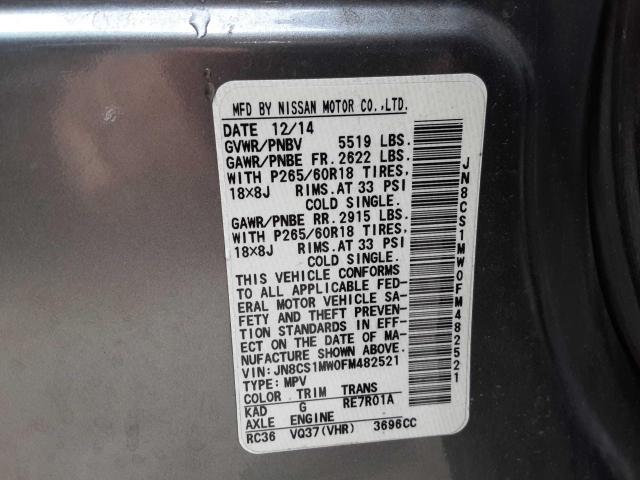 MFD BY NISSAN MOTOR CO.,LTD.
DATE 12/14
GVWR/PNBV 5519 LBS.
GAWR/PNBE FR. 2622 LBS.
WITH P265/60R18 TIRES,
18×8J RIMS. AT 33 PSI
COLD SINGLE.
GAWR/PNBE RR. 2915 LBS.
WITH P265/60R18 TIRES,
18×8J RIMS. AT 33 PSI
COLD SINGLE.
THIS VEHICLE CONFORMS
TO ALL APPLICABLE FED-
ERAL MOTOR VEHICLE SA-
FETY AND THEFT PREVEN-
TION STANDARDS IN EFF-
ECT ON THE DATE OF MA-
NUFACTURE SHOWN ABOVE.
VIN: JN8CS1MW0FM482521
TYPE: MPV
COLOR TRIM TRANS
KAD G RE7R01A
AXLE ENGINE
RC36 VQ37(VHR) 3696CC
JN8CS1MW0FM482521